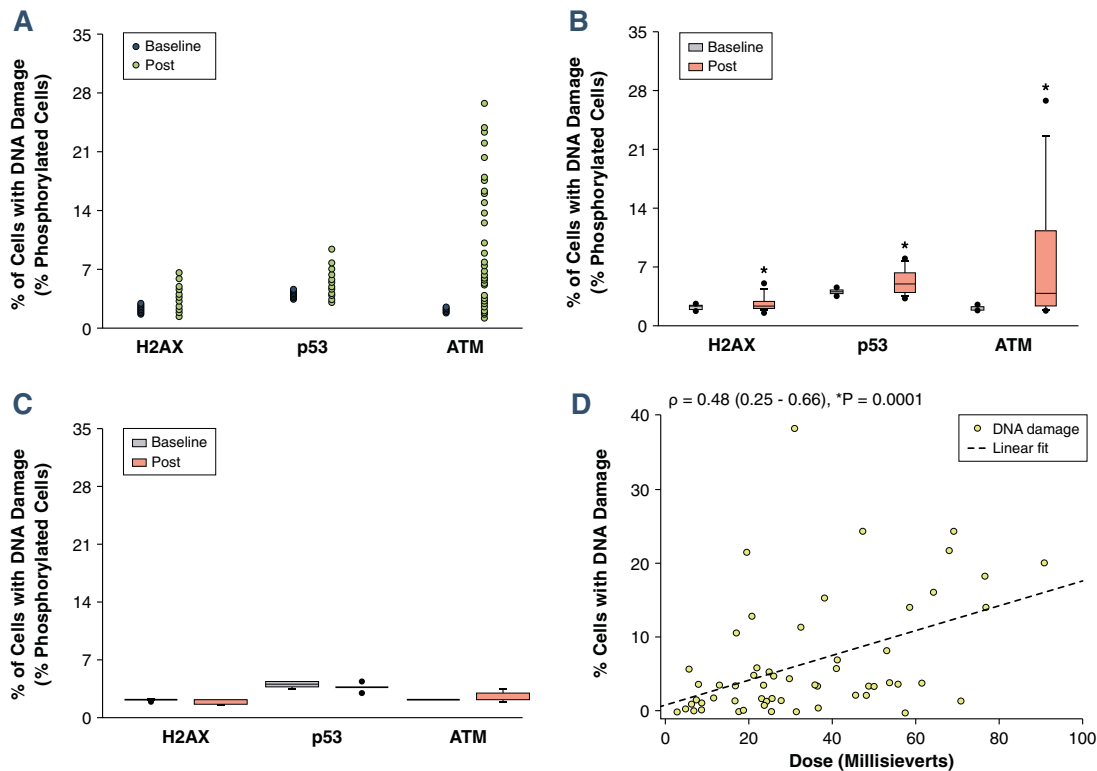 A
% of Cells with DNA Damage
(% Phosphorylated Cells)
35
28
21
14
7
0
Baseline
Post
H2AX
p53
ATM
B
% of Cells with DNA Damage
(% Phosphorylated Cells)
35
28
21
14
7
0
Baseline
Post
*
*
*
H2AX
p53
ATM
C
% of Cells with DNA Damage
(% Phosphorylated Cells)
35
28
21
14
7
0
Baseline
Post
H2AX
p53
ATM
D
ρ = 0.48 (0.25 - 0.66), *P = 0.0001
% Cells with DNA Damage
40
30
20
10
0
DNA damage
Linear fit
0 20 40 60 80 100
Dose (Millisieverts)